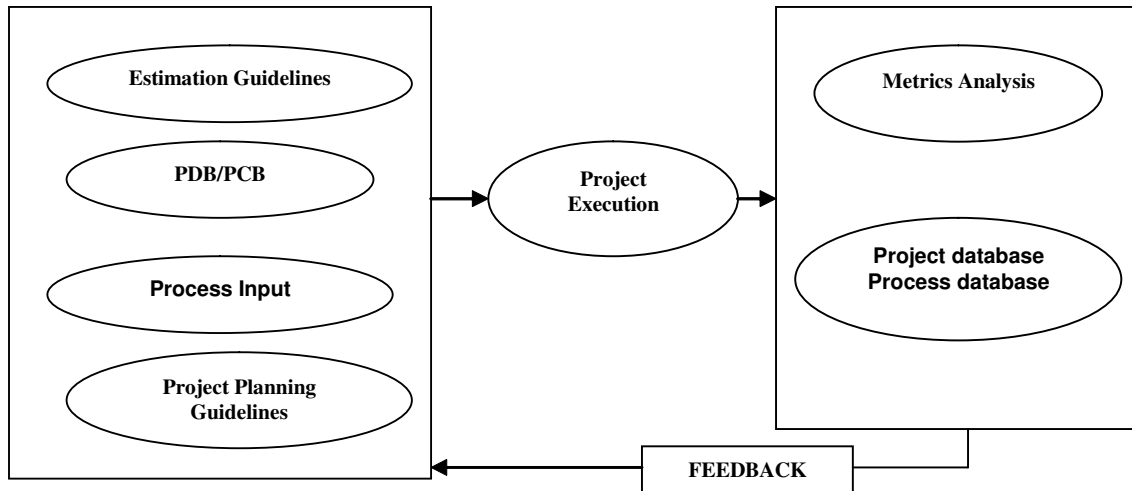 Estimation Guidelines
PDB/PCB
Process Input
Project Planning
Guidelines
Project
Execution
Metrics Analysis
Project database
Process database
FEEDBACK